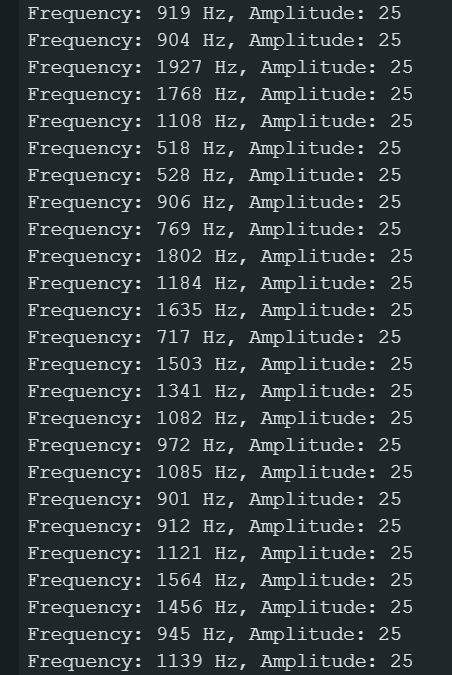 Frequency: 919 Hz, Amplitude: 25
Frequency: 904 Hz, Amplitude: 25
Frequency: 1927 Hz, Amplitude: 25
Frequency: 1768 Hz, Amplitude: 25
Frequency: 1108 Hz, Amplitude: 25
Frequency: 518 Hz, Amplitude: 25
Frequency: 528 Hz, Amplitude: 25
Frequency: 906 Hz, Amplitude: 25
Frequency: 769 Hz, Amplitude: 25
Frequency: 1802 Hz, Amplitude: 25
Frequency: 1184 Hz, Amplitude: 25
Frequency: 1635 Hz, Amplitude: 25
Frequency: 717 Hz, Amplitude: 25
Frequency: 1503 Hz, Amplitude: 25
Frequency: 1341 Hz, Amplitude: 25
Frequency: 1082 Hz, Amplitude: 25
Frequency: 972 Hz, Amplitude: 25
Frequency: 1085 Hz, Amplitude: 25
Frequency: 901 Hz, Amplitude: 25
Frequency: 912 Hz, Amplitude: 25
Frequency: 1121 Hz, Amplitude: 25
Frequency: 1564 Hz, Amplitude: 25
Frequency: 1456 Hz, Amplitude: 25
Frequency: 945 Hz, Amplitude: 25
Frequency: 1139 Hz, Amplitude: 25